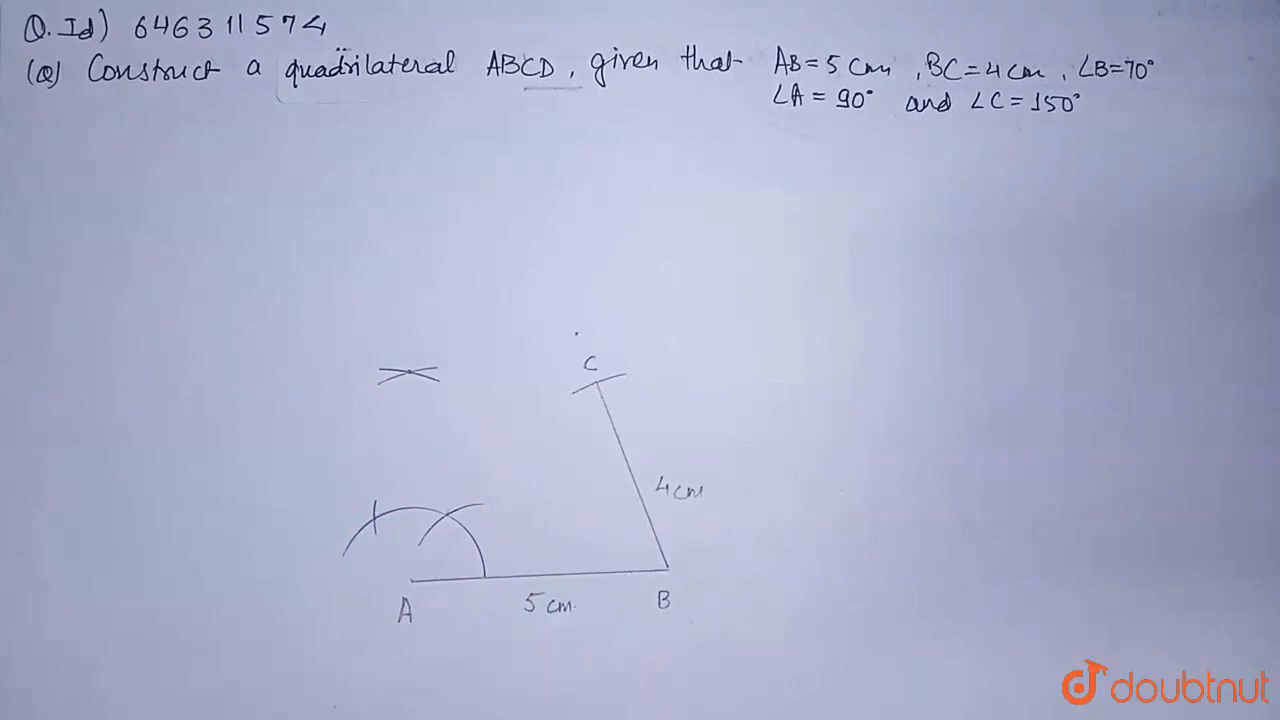 Q.Id) 646311574
(Q) Construct a quadrilateral ABCD, given that AB = 5 cm, BC = 4 cm, ∠B = 70°
∠A = 90° and ∠C = 150°
C
4 cm
A
5 cm.
B
doubtnut